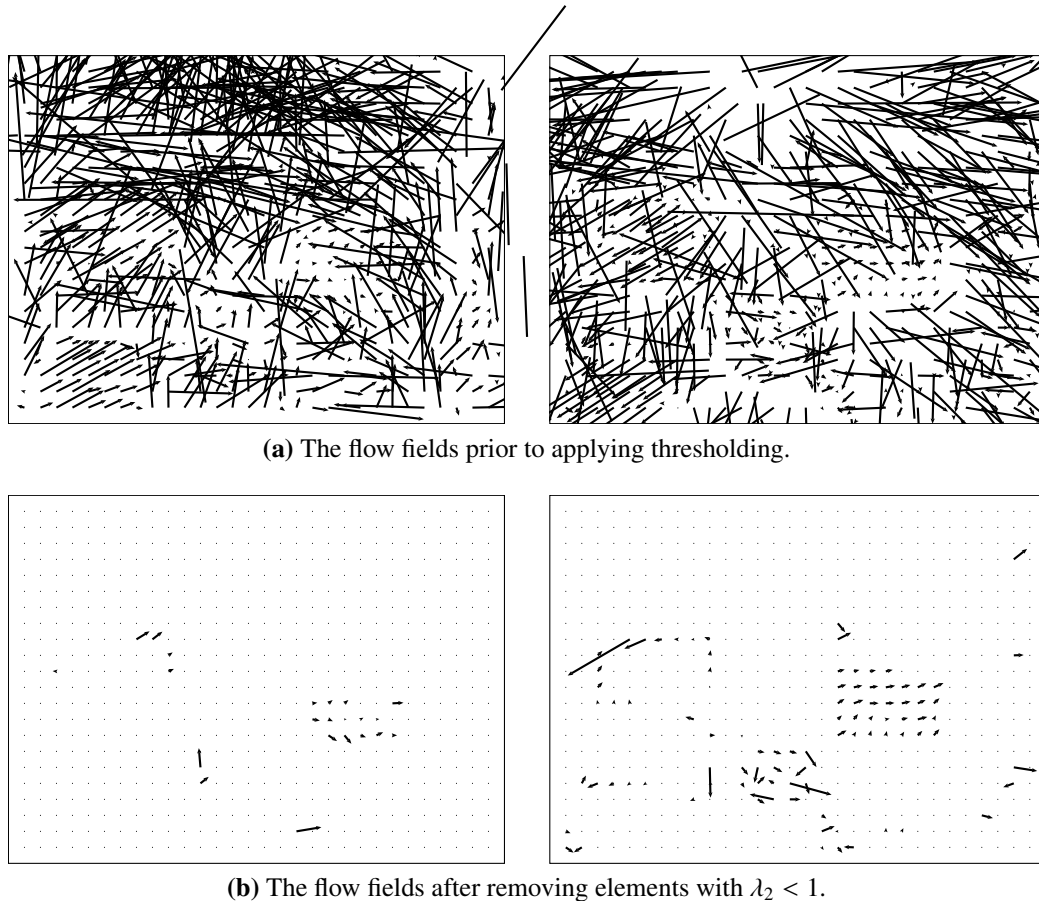 (a) The flow fields prior to applying thresholding.
(b) The flow fields after removing elements with λ₂ < 1.